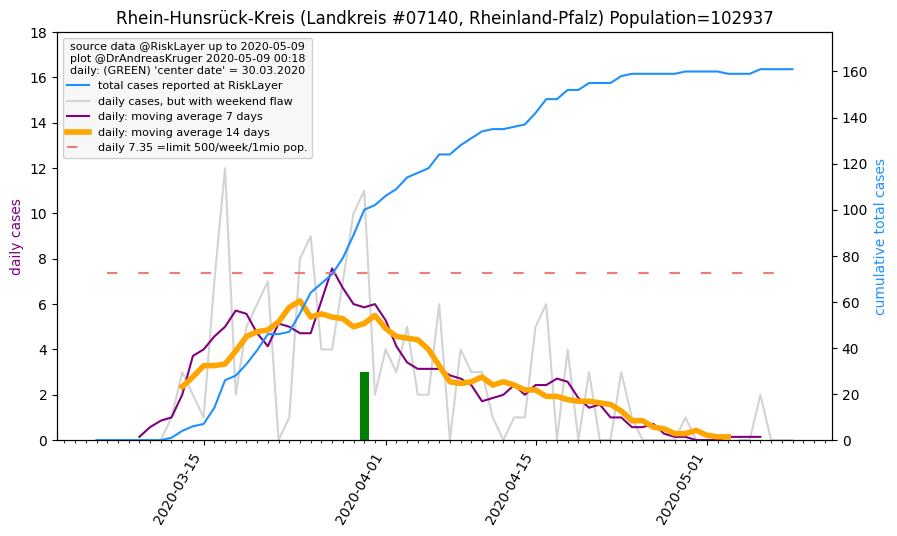 Rhein-Hunsrück-Kreis (Landkreis #07140, Rheinland-Pfalz) Population=102937
source data @RiskLayer up to 2020-05-09
plot @DrAndreasKruger 2020-05-09 00:18
daily: (GREEN) 'center date' = 30.03.2020
total cases reported at RiskLayer
daily cases, but with weekend flaw
daily: moving average 7 days
daily: moving average 14 days
daily 7.35 =limit 500/week/1mio pop.
daily cases
18
16
14
12
10
8
6
4
2
0
160
140
120
100
80
60
40
20
0
cumulative total cases
2020-03-15
2020-04-01
2020-04-15
2020-05-01